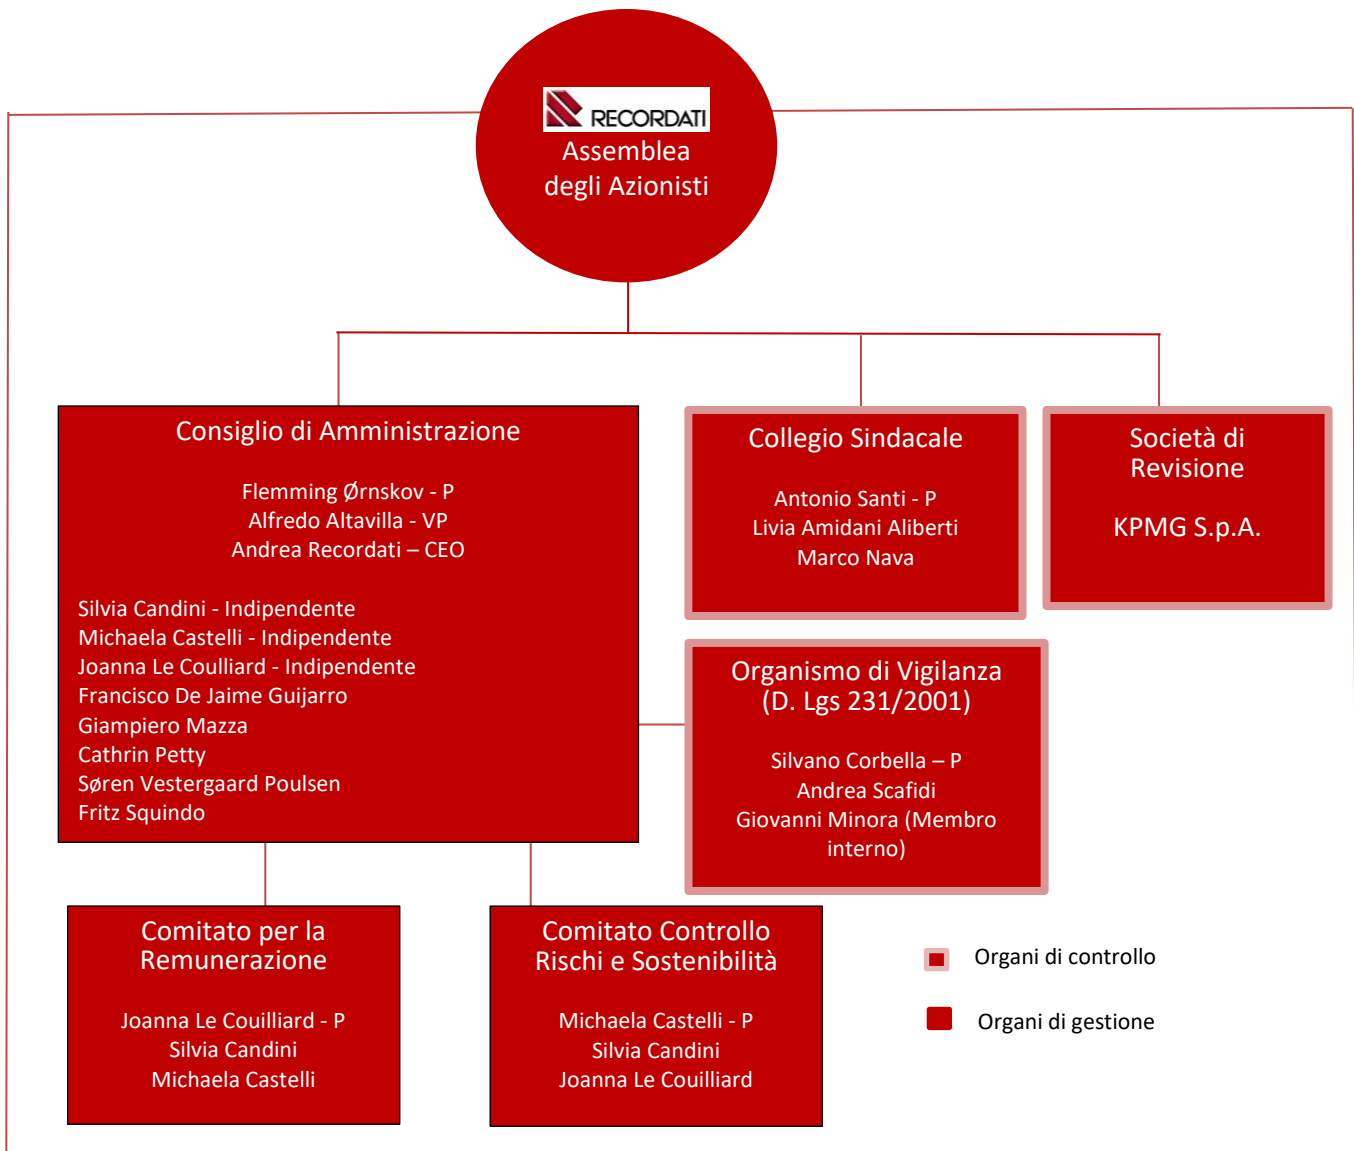 RECORDATI
Assemblea
degli Azionisti
Consiglio di Amministrazione
Flemming Ørnskov - P
Alfredo Altavilla - VP
Andrea Recordati – CEO
Silvia Candini - Indipendente
Michaela Castelli - Indipendente
Joanna Le Coulliard - Indipendente
Francisco De Jaime Guijarro
Giampiero Mazza
Cathrin Petty
Søren Vestergaard Poulsen
Fritz Squindo
Collegio Sindacale
Antonio Santi - P
Livia Amidani Aliberti
Marco Nava
Società di
Revisione
KPMG S.p.A.
Organismo di Vigilanza
(D. Lgs 231/2001)
Silvano Corbella – P
Andrea Scafidi
Giovanni Minora (Membro
interno)
Comitato per la
Remunerazione
Joanna Le Couilliard - P
Silvia Candini
Michaela Castelli
Comitato Controllo
Rischi e Sostenibilità
Michaela Castelli - P
Silvia Candini
Joanna Le Couilliard
Organi di controllo
Organi di gestione